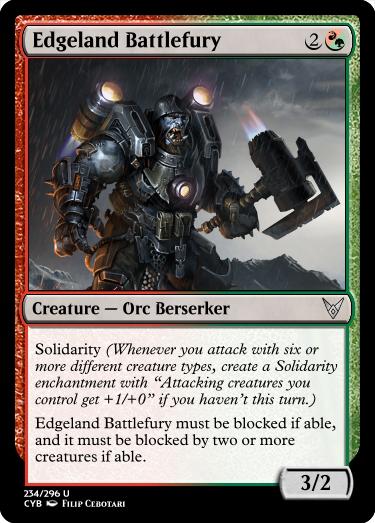 Edgeland Battlefury 2
Creature — Orc Berserker
Solidarity (Whenever you attack with six or
more different creature types, create a Solidarity
enchantment with “Attacking creatures you
control get +1/+0” if you haven't this turn.)
Edgeland Battlefury must be blocked if able,
and it must be blocked by two or more
creatures if able.
3/2
234/296 U
CYB Filip Cebotari